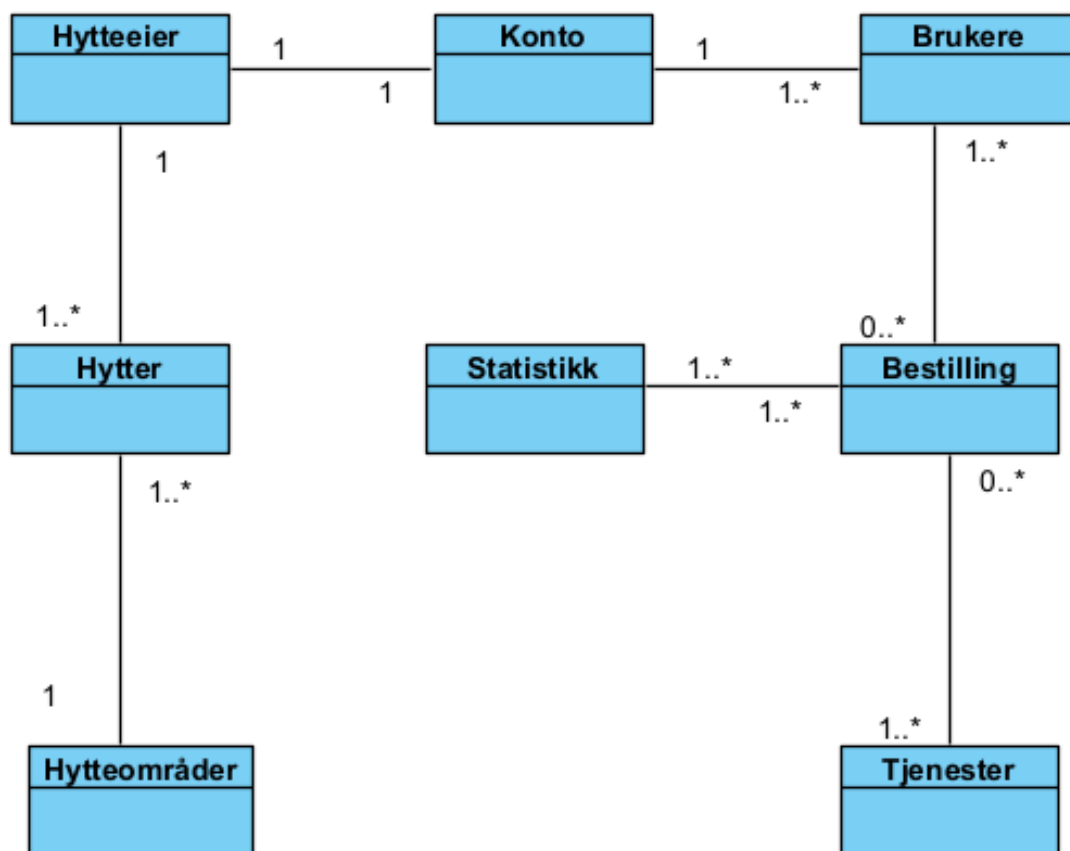 Hytteeier
1
1
Konto
1
1..*
Brukere
1
1..*
1..*
0..*
Hytter
Statistikk
1..*
1..*
Bestilling
1..*
0..*
1
1..*
Hytteområder
Tjenester